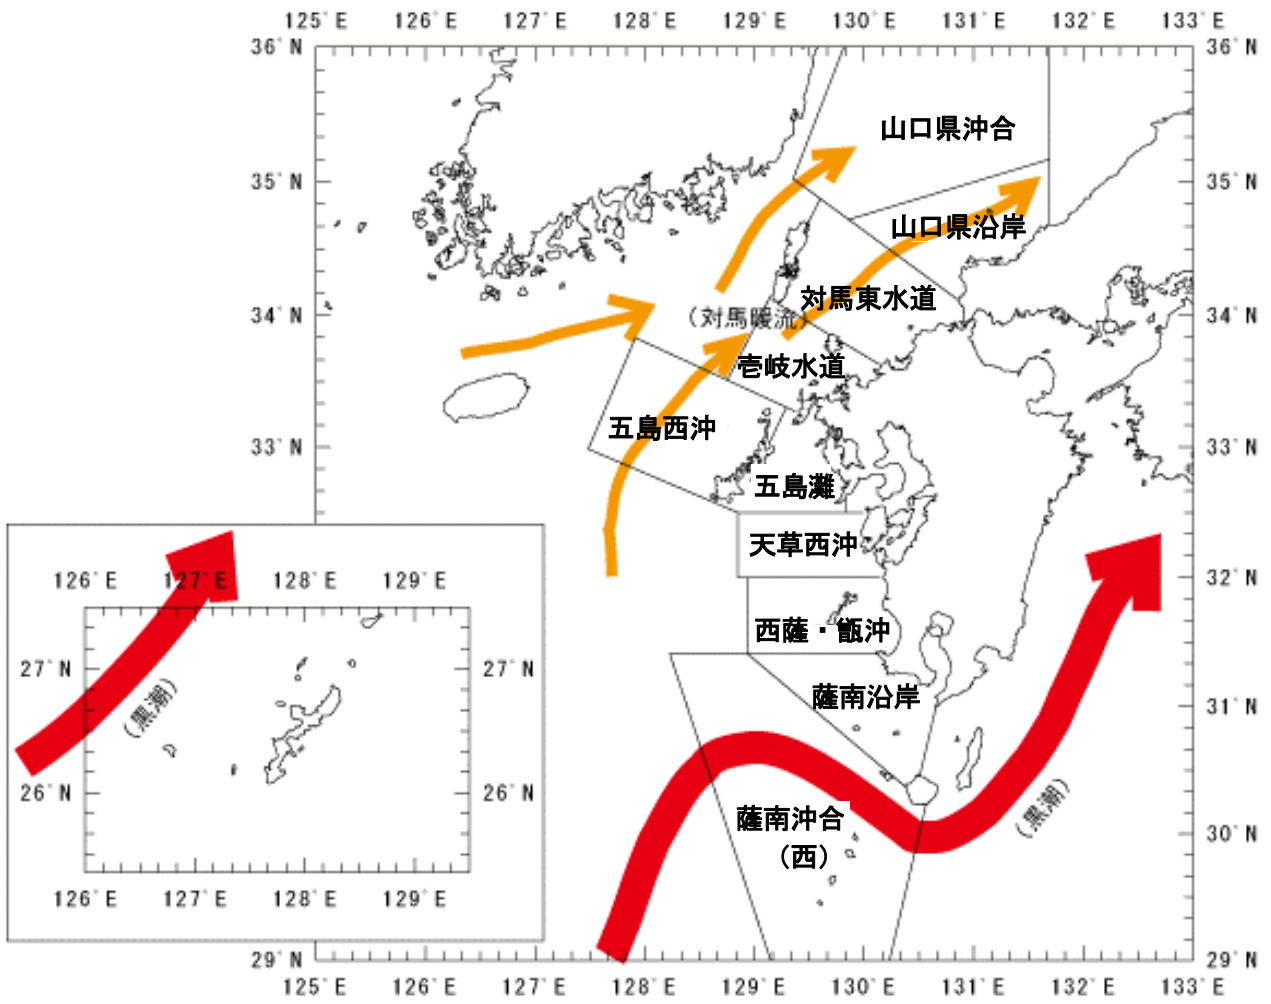 125°E 126°E 127°E 128°E 129°E 130°E 131°E 132°E 133°E
36°N 36°N
山口県沖合
35°N 35°N
山口県沿岸
対馬東水道
34°N (対馬暖流) 34°N
壱岐水道
五島西沖
33°N 33°N
五島灘
天草西沖
126°E 127°E 128°E 129°E
32°N
西薩・甑沖
27°N 27°N
(黒潮)
薩南沿岸
31°N
26°N 26°N
薩南沖合
(西)
(黒潮)
30°N
126°E 127°E 128°E 129°E
29°N 29°N
125°E 126°E 127°E 128°E 129°E 130°E 131°E 132°E 133°E